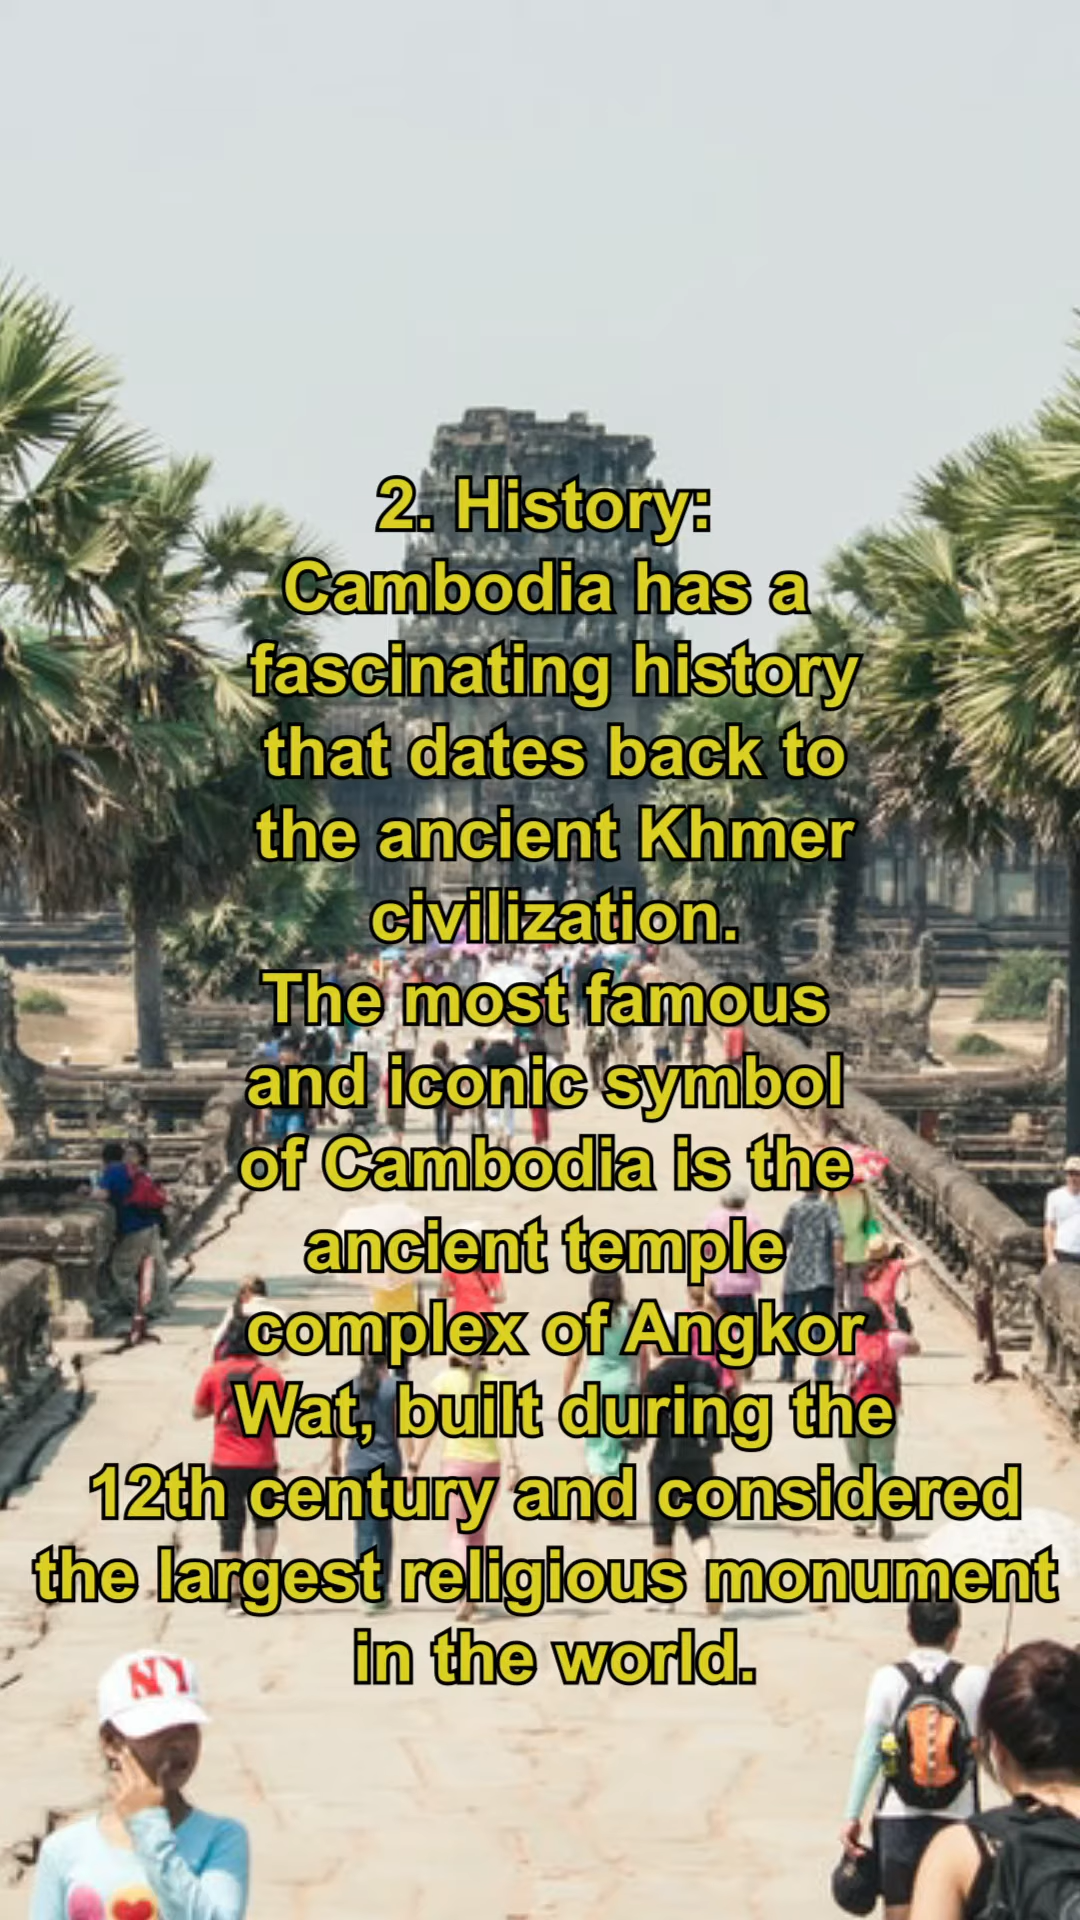 2. History:
Cambodia has a
fascinating history
that dates back to
the ancient Khmer
civilization.
The most famous
and iconic symbol
of Cambodia is the
ancient temple
complex of Angkor
Wat, built during the
12th century and considered
the largest religious monument
in the world.
NY